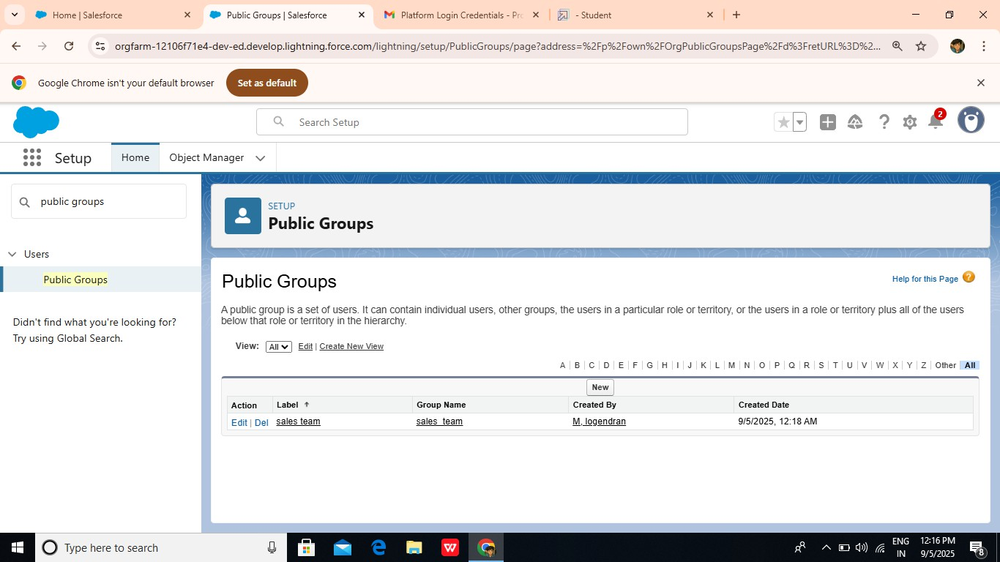 Home | Salesforce
Public Groups | Salesforce
Platform Login Credentials - Pro
- Student
orgfarm-12106f71e4-dev-ed.develop.lightning.force.com/lightning/setup/PublicGroups/page?address=%2Fp%2Fown%2FOrgPublicGroupsPage%2Fd%3FretURL%3D%2...
Google Chrome isn't your default browser
Set as default
Search Setup
2
Setup
Home
Object Manager
public groups
Users
Public Groups
Didn't find what you're looking for?
Try using Global Search.
SETUP
Public Groups
Public Groups
Help for this Page
A public group is a set of users. It can contain individual users, other groups, the users in a particular role or territory, or the users in a role or territory plus all of the users
below that role or territory in the hierarchy.
View: All Edit | Create New View
A | B | C | D | E | F | G | H | I | J | K | L | M | N | O | P | Q | R | S | T | U | V | W | X | Y | Z | Other | All
New
Action Label Group Name Created By Created Date
Edit | Del sales team sales_team M, logendran 9/5/2025, 12:18 AM
Type here to search
ENG
IN
12:16 PM
9/5/2025
8